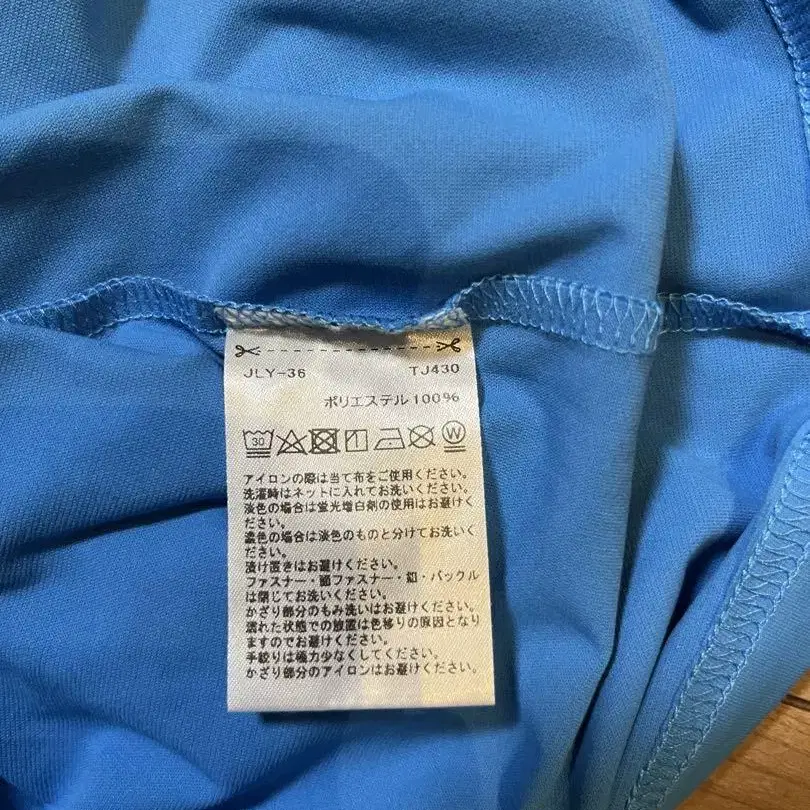 JLY-36 TJ430
ポリエステル100%
30 W
アイロンの際は当て布をご使用ください。
洗濯時はネットに入れてお洗いください。
淡色の場合は蛍光増白剤の使用はお避けく
ださい。
濃色の場合は淡色のものと分けてお洗いく
ださい。
漬け置きはお避けください。
ファスナー・面ファスナー・釦・バックル
は閉じてお洗いください。
かざり部分のもみ洗いはお避けください。
濡れた状態での放置は色移りの原因となり
ますのでお避けください。
手絞りは極力少なくしてください。
かざり部分のアイロンはお避けください。